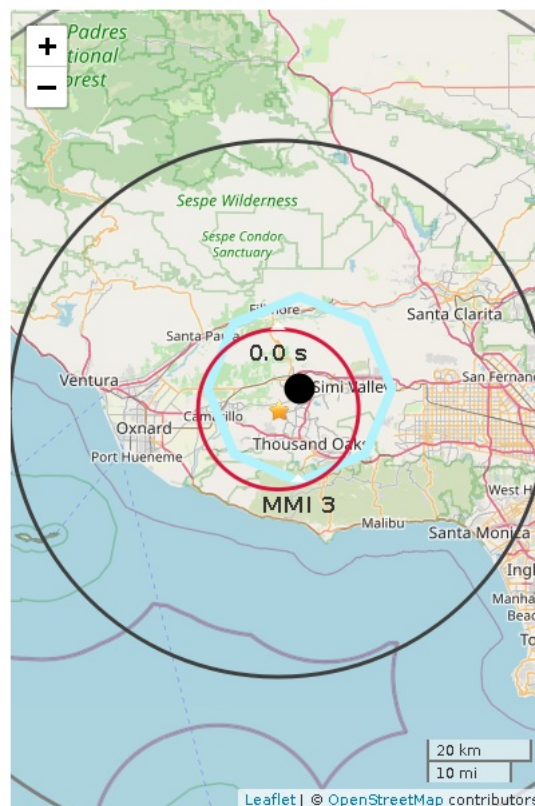 Padres
tional
orest
+
−
Sespe Wilderness
Sespe Condor
Sanctuary
Santa Clarita
Fillmore
Santa Paula
0.0 s
San Fernan
Ventura
Simi Valley
Camarillo
Oxnard
Thousand Oaks
Port Hueneme
West H
MMI 3
Malibu
Santa Monica
Ingl
Manha
Beac
To
20 km
10 mi
Leaflet | © OpenStreetMap contributors